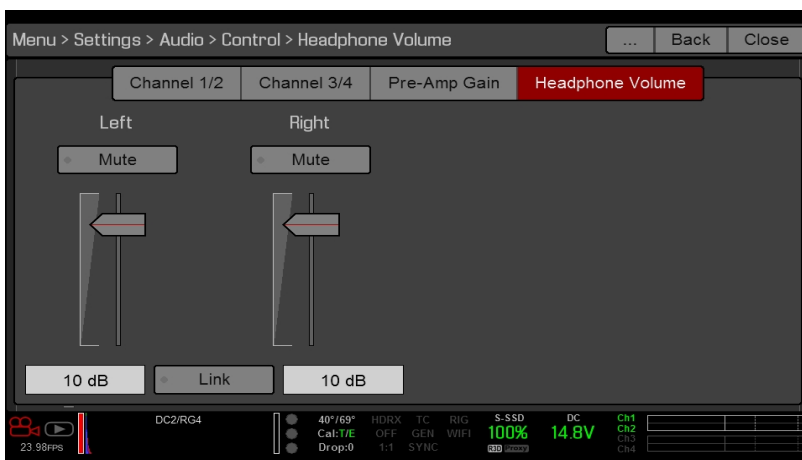 Menu > Settings > Audio > Control > Headphone Volume ... Back Close
Channel 1/2 Channel 3/4 Pre-Amp Gain Headphone Volume
Left Right
Mute Mute
10 dB Link 10 dB
DC2/RG4 40°/69° HDRX TC RIG S-SSD DC Ch1
Cal:T/E OFF GEN WIFI 100% 14.8V Ch2
23.98FPS Drop:0 1:1 SYNC R3D Proxy Ch3
Ch4